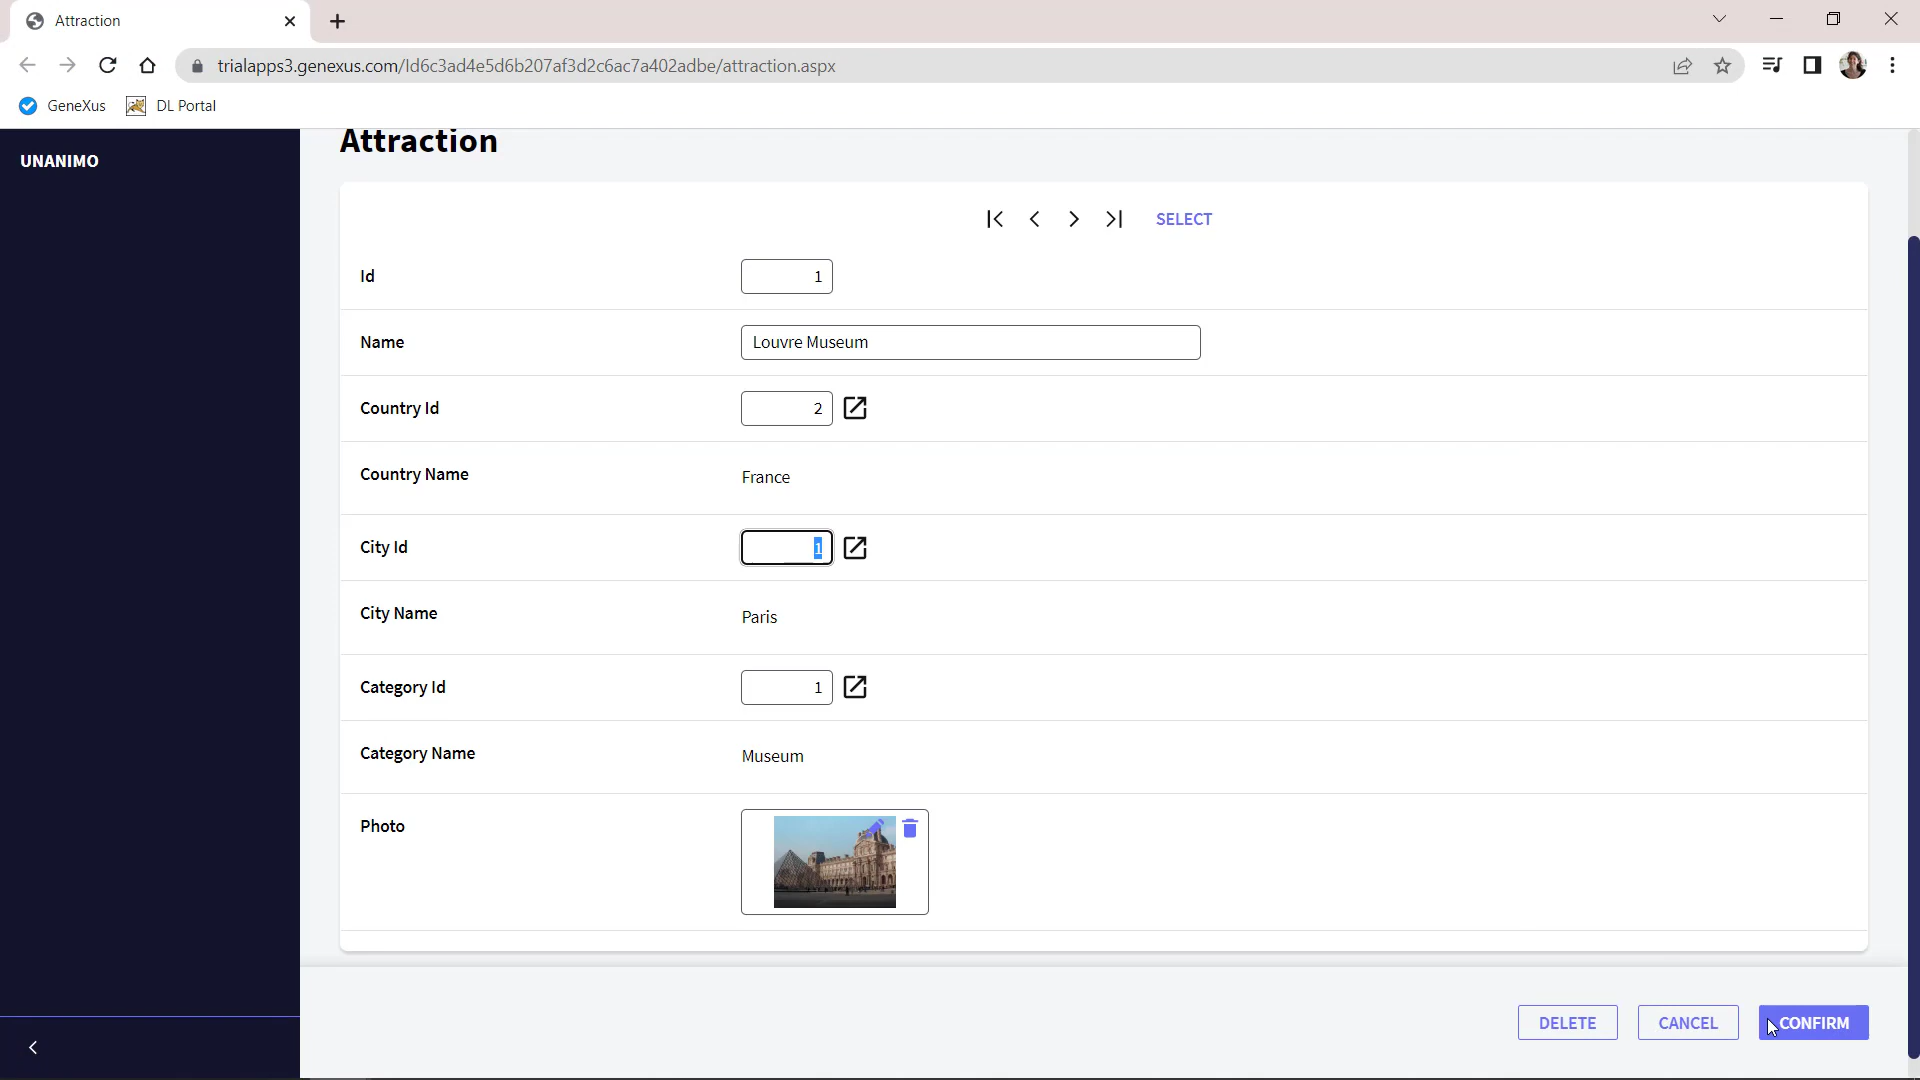 Attraction
trialapps3.genexus.com/Id6c3ad4e5d6b207af3d2c6ac7a402adbe/attraction.aspx
GeneXus
DL Portal
UNANIMO
Attraction
SELECT
Id
1
Name
Louvre Museum
Country Id
2
Country Name
France
City Id
1
City Name
Paris
Category Id
1
Category Name
Museum
Photo
DELETE
CANCEL
CONFIRM